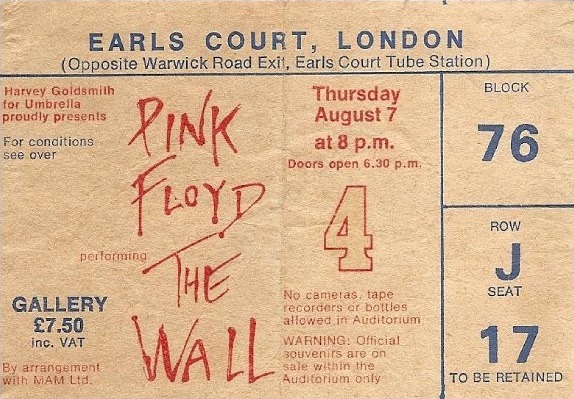 EARLS COURT, LONDON
(Opposite Warwick Road Exit, Earls Court Tube Station)
Harvey Goldsmith
for Umbrella
proudly presents
For conditions
see over
PINK
FLOYD
performing
THE
WALL
GALLERY
£7.50
inc. VAT
By arrangement
with MAM Ltd.
Thursday
August 7
at 8 p.m.
Doors open 6.30 p.m.
4
No cameras, tape
recorders or bottles
allowed in Auditorium
WARNING: Official
souvenirs are on
sale within the
Auditorium only
BLOCK
76
ROW
J
SEAT
17
TO BE RETAINED